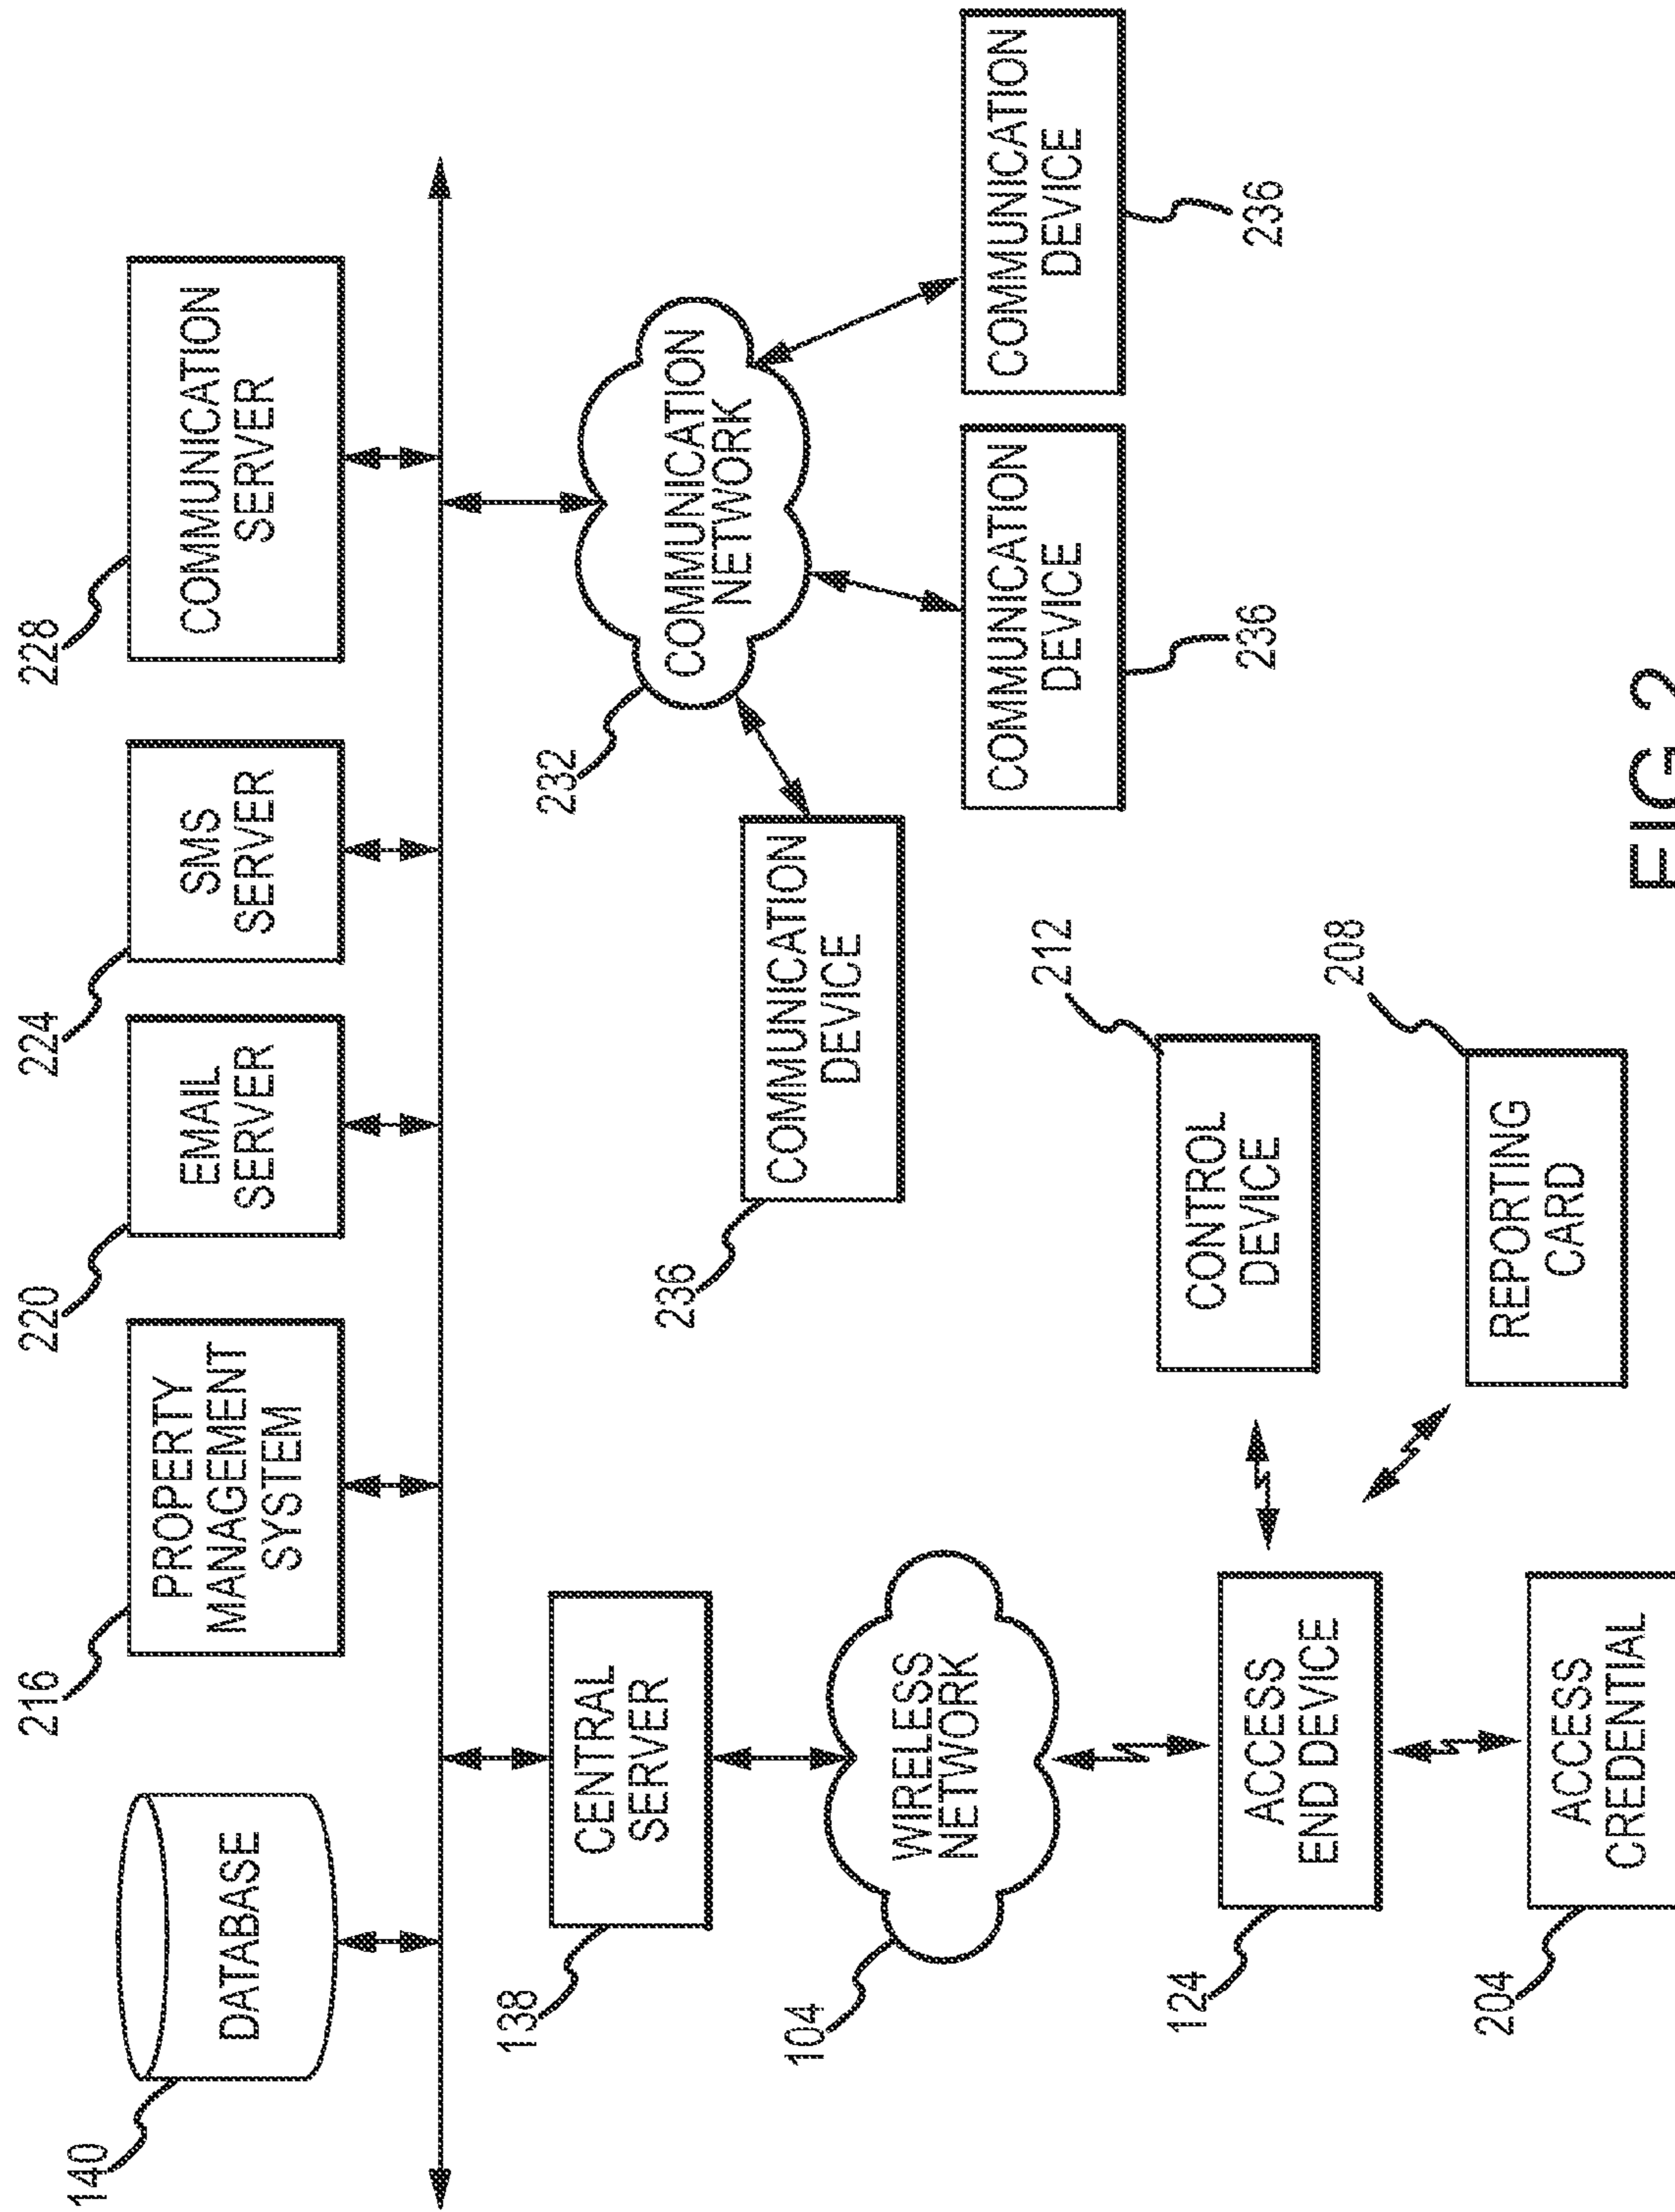 140
DATABASE
216
PROPERTY
MANAGEMENT
SYSTEM
220
EMAIL
SERVER
224
SMS
SERVER
228
COMMUNICATION
SERVER
138
CENTRAL
SERVER
104
WIRELESS
NETWORK
232
COMMUNICATION
NETWORK
236
COMMUNICATION
DEVICE
COMMUNICATION
DEVICE
236
COMMUNICATION
DEVICE
236
124
ACCESS
END DEVICE
212
CONTROL
DEVICE
204
ACCESS
CREDENTIAL
208
REPORTING
CARD
FIG.2